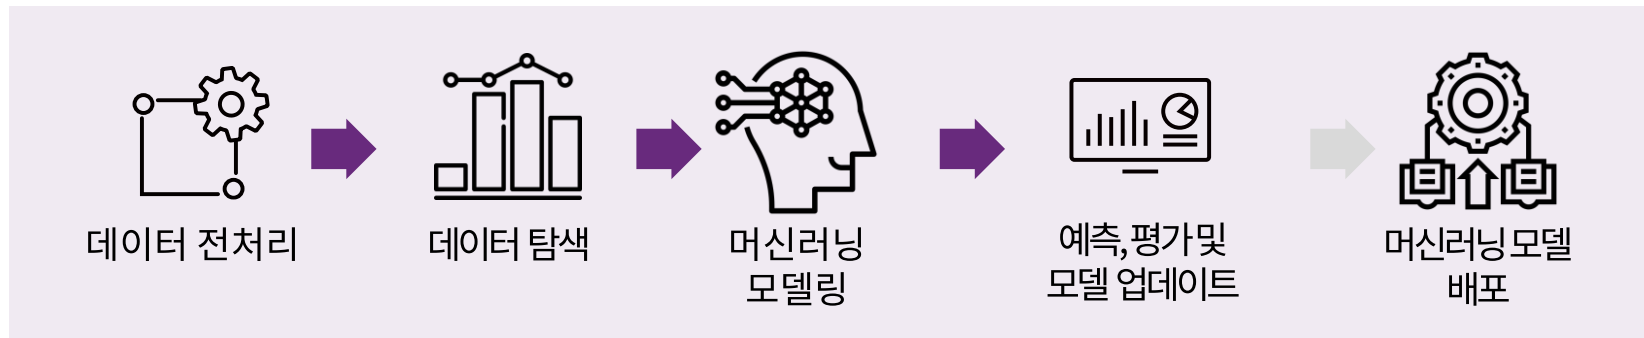 데이터 전처리
데이터 탐색
머신러닝
모델링
예측, 평가 및
모델 업데이트
머신러닝 모델
배포